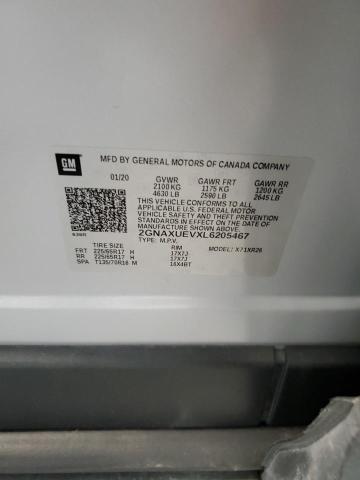 GM
MFD BY GENERAL MOTORS OF CANADA COMPANY
01/20 GVWR GAWR FRT GAWR RR
2100 KG 1175 KG 1200 KG
4630 LB 2590 LB 2645 LB
THIS VEHICLE CONFORMS TO ALL
APPLICABLE U.S. FEDERAL MOTOR VEHICLE
SAFETY, BUMPER, AND THEFT PREVENTION
STANDARDS IN EFFECT ON THE DATE OF
MANUFACTURE SHOWN ABOVE.
2GNAXUEVXL6205467
TYPE: M.P.V. MODEL: X71XR26
TIRE SIZE RIM
FRT 225/65R17 H 17X7J
RR 225/65R17 H 17X7J
SPA T135/70R16 M 16X4BT